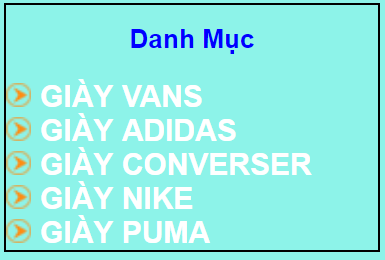 Danh Mục
GIÀY VANS
GIÀY ADIDAS
GIÀY CONVERSER
GIÀY NIKE
GIÀY PUMA